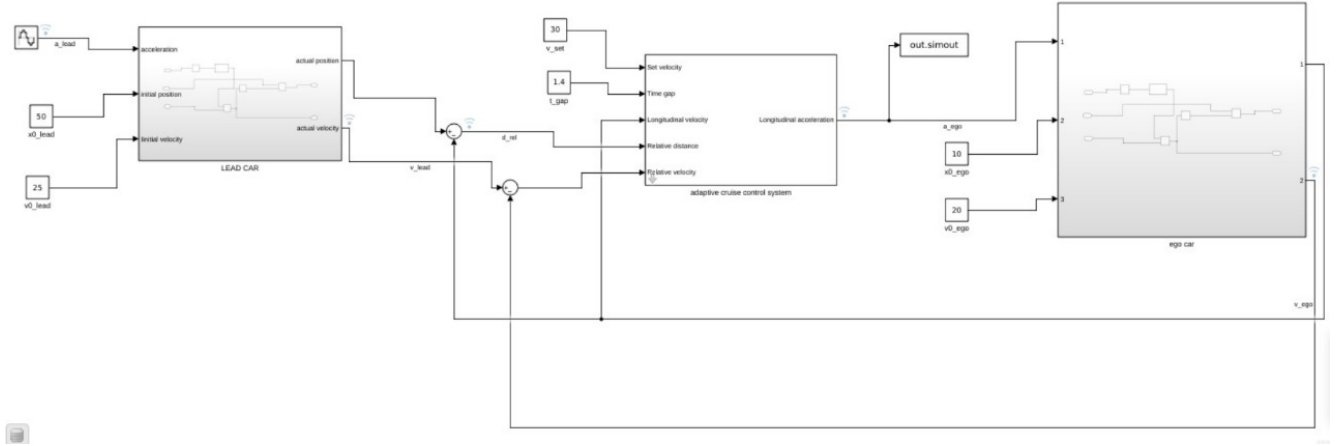 a_lead
50
x0_lead
25
v0_lead
acceleration
initial position
Iinitial velocity
actual position
actual velocity
LEAD CAR
v_lead
d_rel
+
-
+
-
30
v_set
1.4
t_gap
Set velocity
Time gap
Longitudinal velocity
Relative distance
Relative velocity
Longitudinal acceleration
adaptive cruise control system
out.simout
a_ego
10
x0_ego
20
v0_ego
1
2
3
1
2
ego car
v_ego